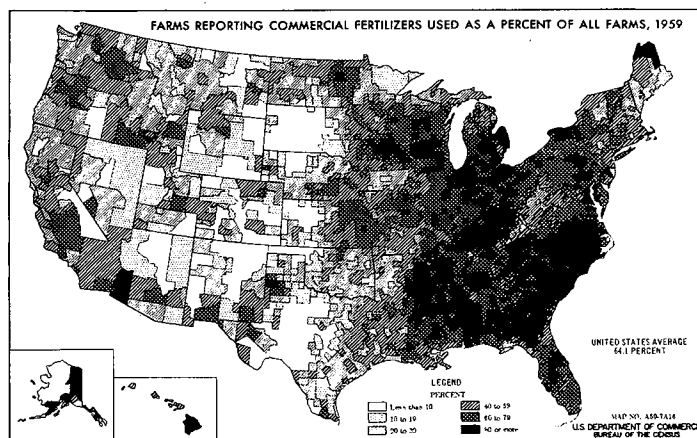 FARMS REPORTING COMMERCIAL FERTILIZERS USED AS A PERCENT OF ALL FARMS, 1959
UNITED STATES AVERAGE
64.1 PERCENT
LEGEND
PERCENT
Less than 10
10 to 19
20 to 39
40 to 59
60 to 79
80 or more
MAP NO. A59-7A16
U.S. DEPARTMENT OF COMMERC
BUREAU OF THE CENSUS